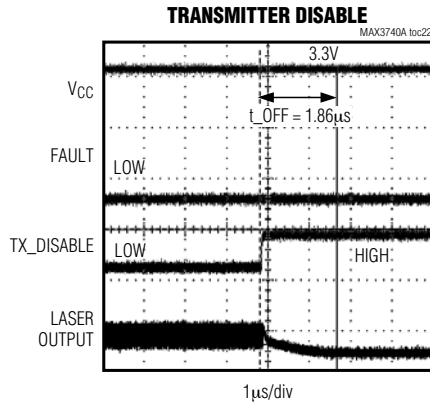 TRANSMITTER DISABLE
MAX3740A toc22
3.3V
VCC
t_OFF = 1.86µs
FAULT
LOW
TX_DISABLE
LOW
HIGH
LASER
OUTPUT
1µs/div